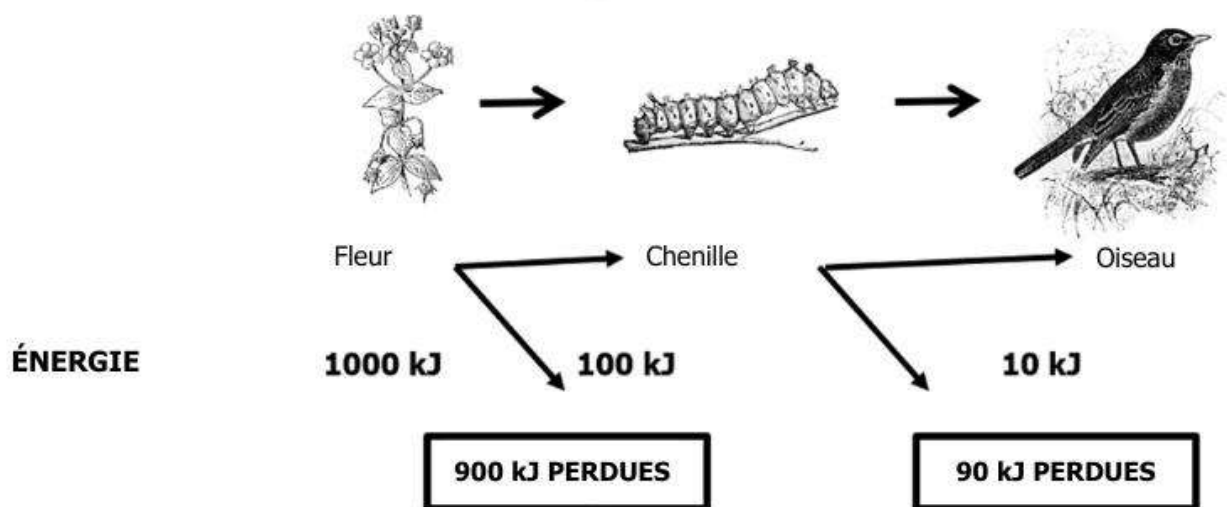 Fleur Chenille Oiseau
ÉNERGIE 1000 kJ 100 kJ 10 kJ
900 kJ PERDUES 90 kJ PERDUES